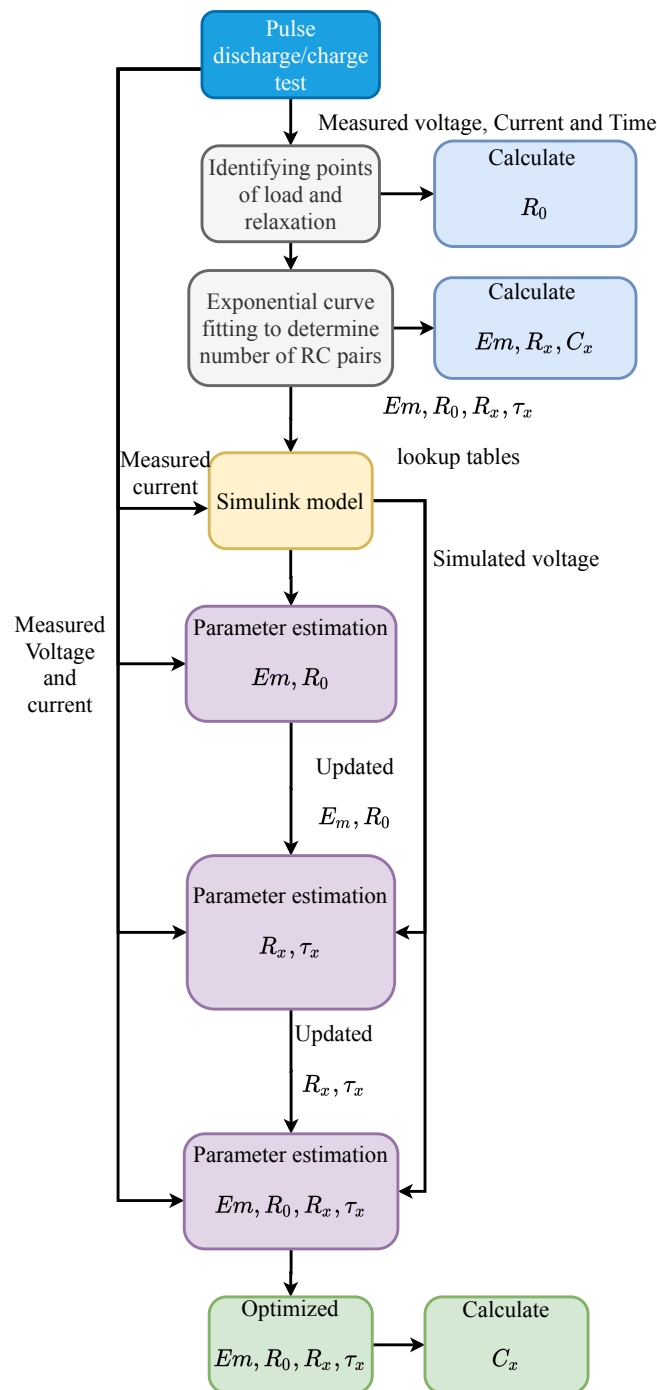 Pulse
discharge/charge
test
Measured voltage, Current and Time
Identifying points
of load and
relaxation
Calculate
R₀
Exponential curve
fitting to determine
number of RC pairs
Calculate
Em, Rₓ, Cₓ
Em, R₀, Rₓ, τₓ
lookup tables
Measured
current
Simulink model
Simulated voltage
Measured
Voltage
and
current
Parameter estimation
Em, R₀
Updated
Eₘ, R₀
Parameter estimation
Rₓ, τₓ
Updated
Rₓ, τₓ
Parameter estimation
Em, R₀, Rₓ, τₓ
Optimized
Em, R₀, Rₓ, τₓ
Calculate
Cₓ